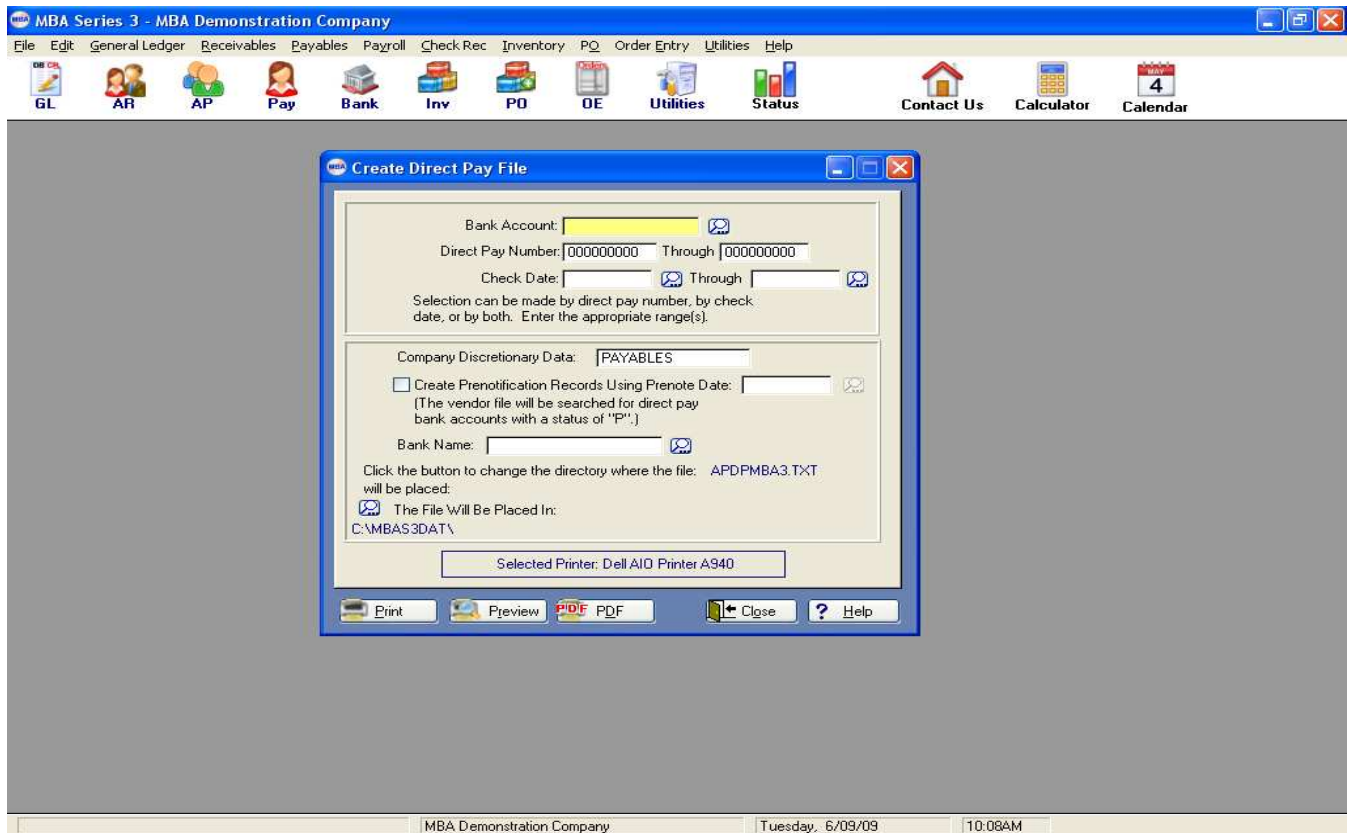 MBA Series 3 - MBA Demonstration Company
File Edit General Ledger Receivables Payables Payroll Check Rec Inventory PO Order Entry Utilities Help
GL AR AP Pay Bank Inv PO OE Utilities Status Contact Us Calculator Calendar
MAY
4
Create Direct Pay File
Bank Account:
Direct Pay Number: 000000000 Through 000000000
Check Date: Through
Selection can be made by direct pay number, by check
date, or by both. Enter the appropriate range(s).
Company Discretionary Data: PAYABLES
Create Prenotification Records Using Prenote Date:
(The vendor file will be searched for direct pay
bank accounts with a status of "P".)
Bank Name:
Click the button to change the directory where the file: APDPMBA3.TXT
will be placed:
The File Will Be Placed In:
C:\MBAS3DAT\
Selected Printer: Dell AIO Printer A940
Print Preview PDF PDF Close ? Help
MBA Demonstration Company Tuesday, 6/09/09 10:08AM